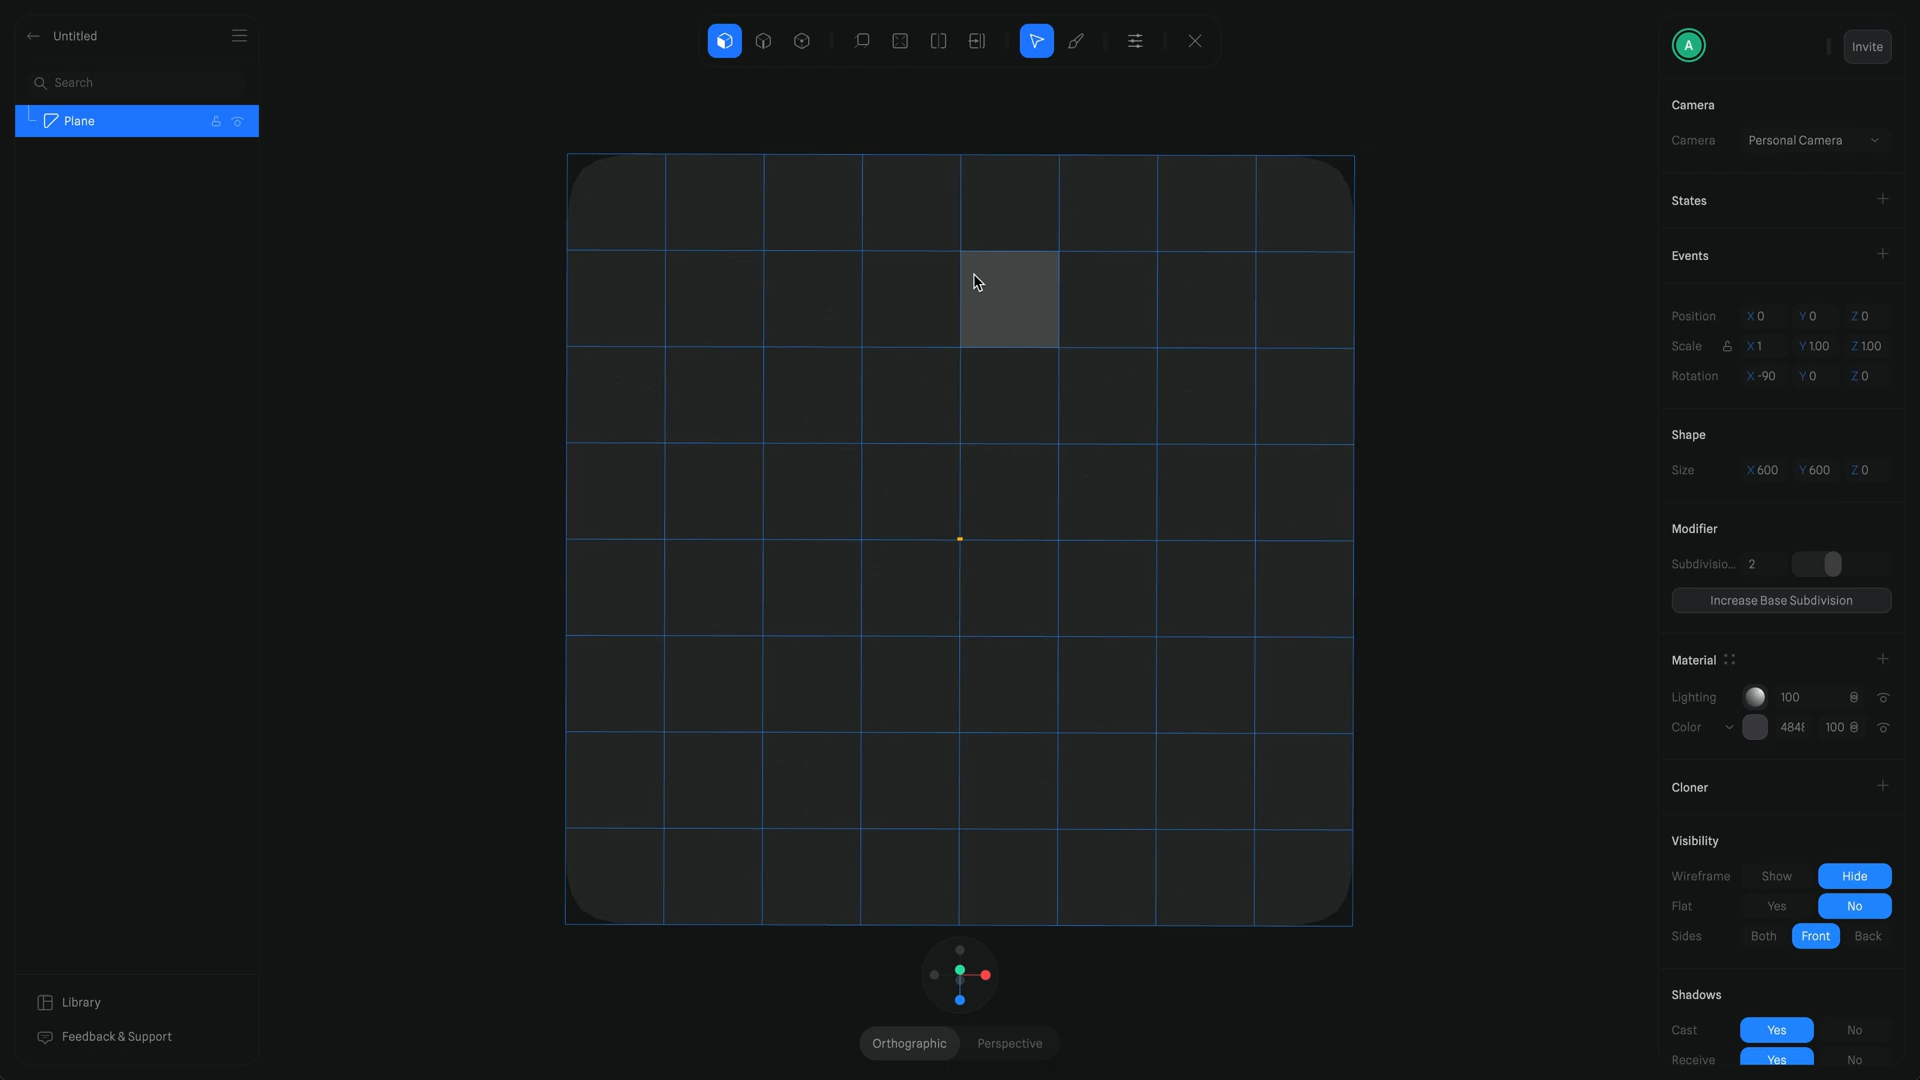 Untitled
Search
Plane
Library
Feedback & Support
Orthographic
Perspective
A
Invite
Camera
Camera Personal Camera
States
Events
Position X 0 Y 0 Z 0
Scale X 1 Y 1.00 Z 1.00
Rotation X -90 Y 0 Z 0
Shape
Size X 600 Y 600 Z 0
Modifier
Subdivisio... 2
Increase Base Subdivision
Material
Lighting 100
Color 484 100
Cloner
Visibility
Wireframe Show Hide
Flat Yes No
Sides Both Front Back
Shadows
Cast Yes No
Receive Yes No